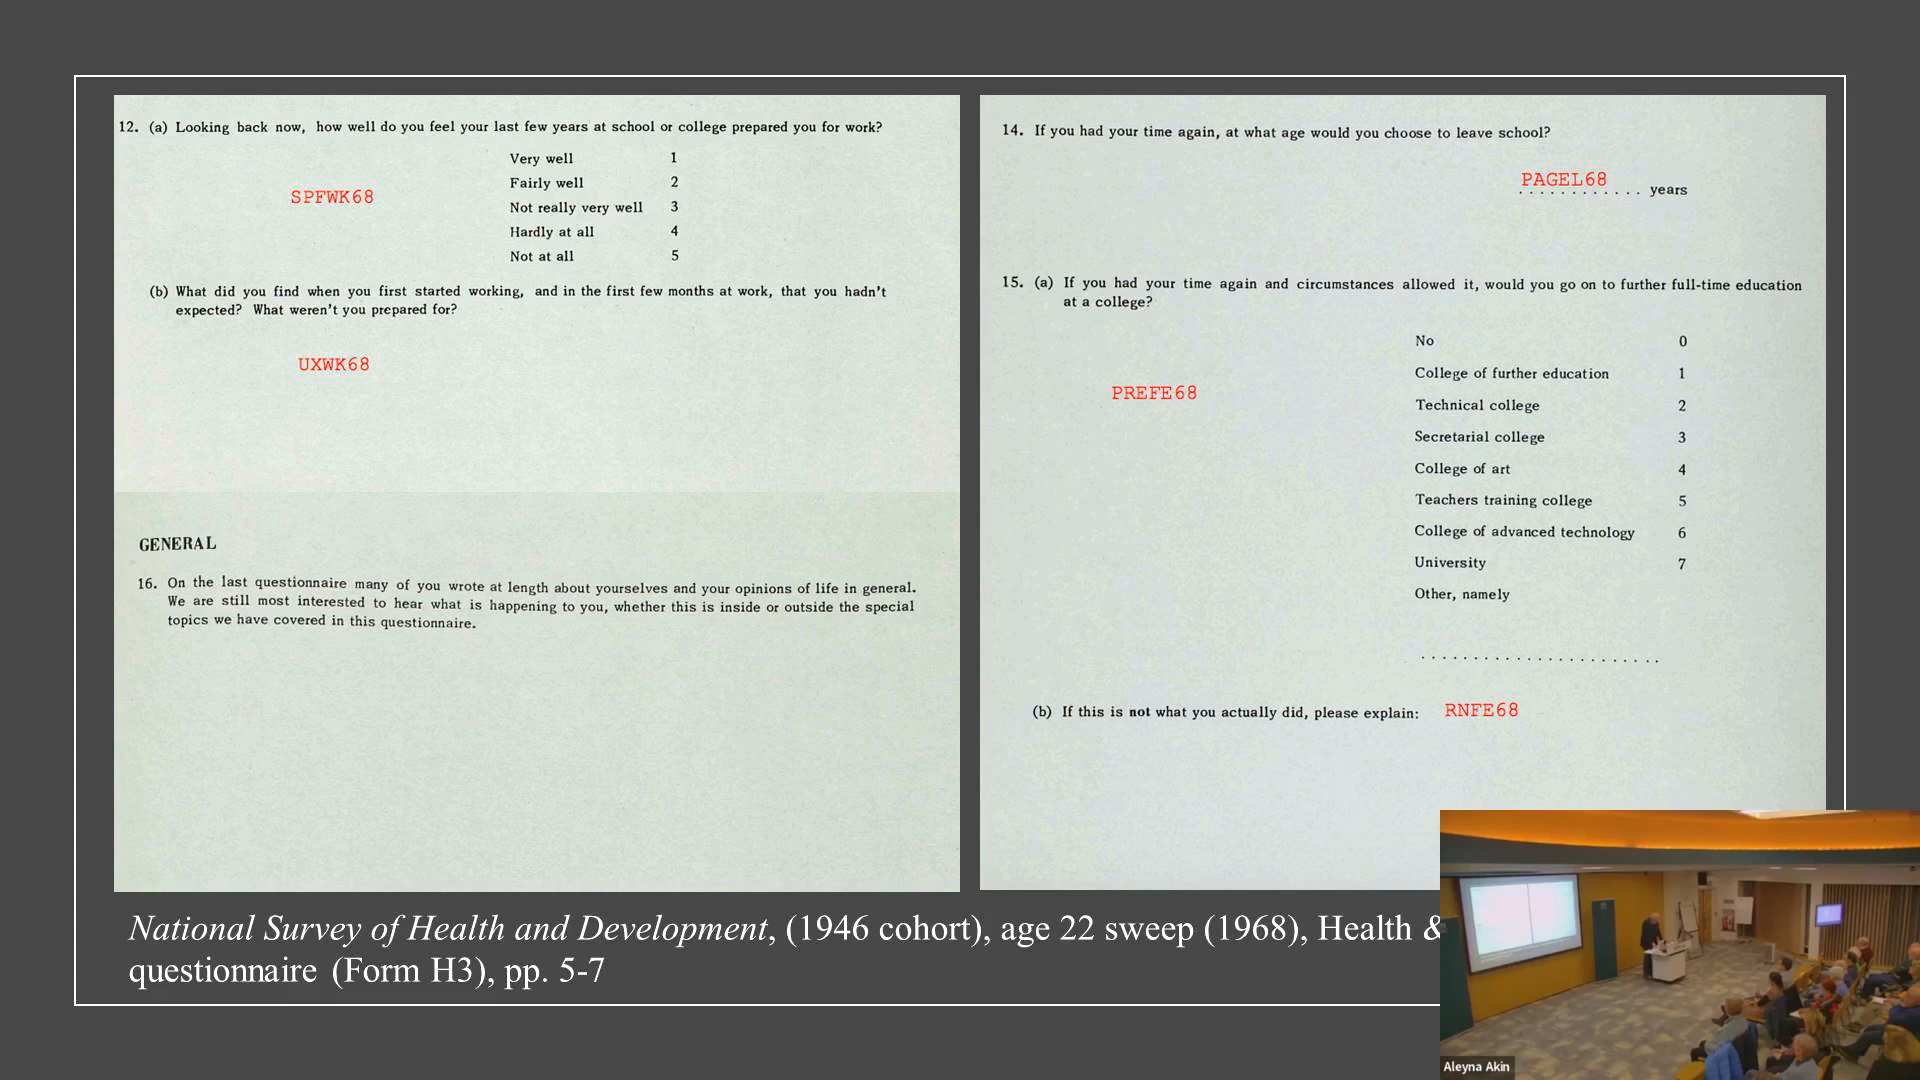 12. (a) Looking back now, how well do you feel your last few years at school or college prepared you for work?
Very well 1
Fairly well 2
SPFWK68
Not really very well 3
Hardly at all 4
Not at all 5
(b) What did you find when you first started working, and in the first few months at work, that you hadn't
expected? What weren't you prepared for?
UXWK68
GENERAL
16. On the last questionnaire many of you wrote at length about yourselves and your opinions of life in general.
We are still most interested to hear what is happening to you, whether this is inside or outside the special
topics we have covered in this questionnaire.
14. If you had your time again, at what age would you choose to leave school?
PAGEL68
............ years
15. (a) If you had your time again and circumstances allowed it, would you go on to further full-time education
at a college?
No 0
College of further education 1
PREFE68
Technical college 2
Secretarial college 3
College of art 4
Teachers training college 5
College of advanced technology 6
University 7
Other, namely
.......................
(b) If this is not what you actually did, please explain: RNFE68
National Survey of Health and Development, (1946 cohort), age 22 sweep (1968), Health &
questionnaire (Form H3), pp. 5-7
Aleyna Akin